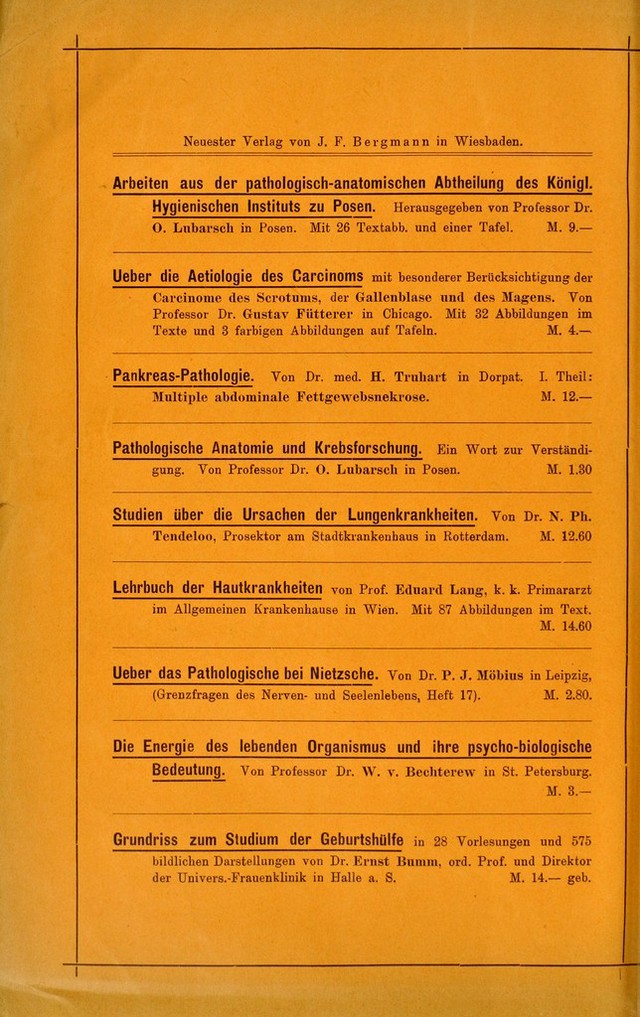 Neuester Verlag von J. F. Bergmann in Wiesbaden.
Arbeiten aus der pathologisch-anatomischen Abtheilung des Königl.
Hygienischen Instituts zu Posen. Herausgegeben von Professor Dr.
O. Lubarsch in Posen. Mit 26 Textabb. und einer Tafel. M. 9.—
Ueber die Aetiologie des Carcinoms mit besonderer Berücksichtigung der
Carcinome des Scrotums, der Gallenblase und des Magens. Von
Professor Dr. Gustav Fütterer in Chicago. Mit 32 Abbildungen im
Texte und 3 farbigen Abbildungen auf Tafeln. M. 4.—
Pankreas-Pathologie. Von Dr. med. H. Truhart in Dorpat. I. Theil:
Multiple abdominale Fettgewebsnekrose. M. 12.—
Pathologische Anatomie und Krebsforschung. Ein Wort zur Verständi-
gung. Von Professor Dr. O. Lubarsch in Posen. M. 1.30
Studien über die Ursachen der Lungenkrankheiten. Von Dr. N. Ph.
Tendeloo, Prosektor am Stadtkrankenhaus in Rotterdam. M. 12.60
Lehrbuch der Hautkrankheiten von Prof. Eduard Lang, k. k. Primararzt
im Allgemeinen Krankenhause in Wien. Mit 87 Abbildungen im Text.
M. 14.60
Ueber das Pathologische bei Nietzsche. Von Dr. P. J. Möbius in Leipzig,
(Grenzfragen des Nerven- und Seelenlebens, Heft 17). M. 2.80.
Die Energie des lebenden Organismus und ihre psycho-biologische
Bedeutung. Von Professor Dr. W. v. Bechterew in St. Petersburg.
M. 3.—
Grundriss zum Studium der Geburtshülfe in 28 Vorlesungen und 575
bildlichen Darstellungen von Dr. Ernst Bumm, ord. Prof. und Direktor
der Univers.-Frauenklinik in Halle a. S. M. 14.— geb.